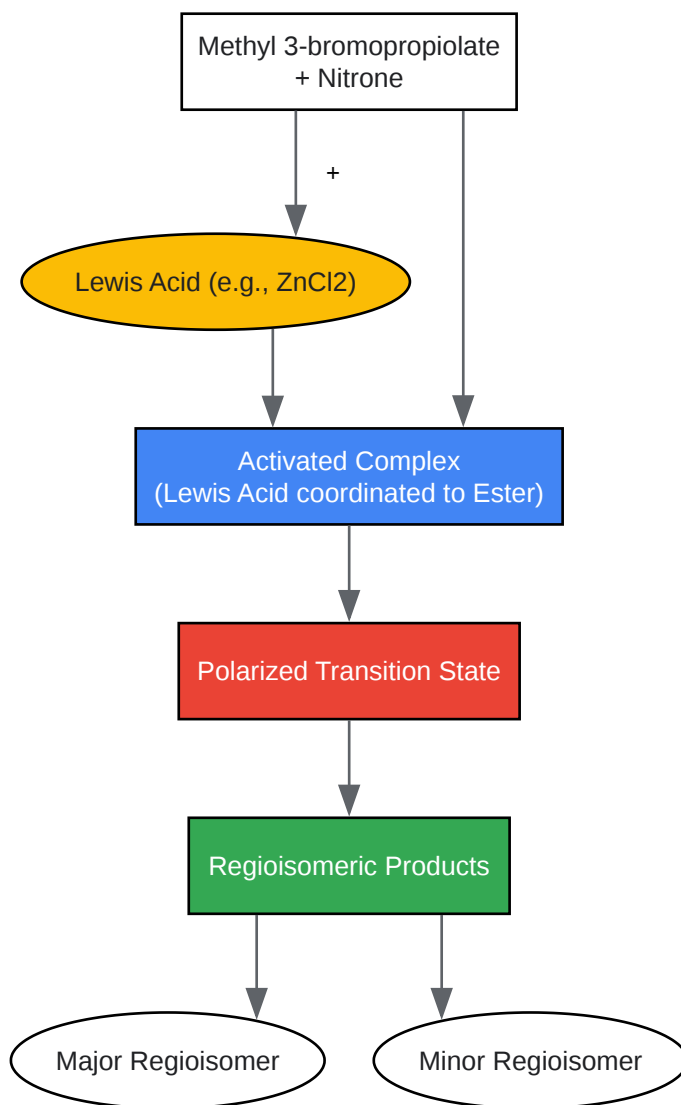 Methyl 3-bromopropiolate
+ Nitrone
+
Lewis Acid (e.g., ZnCl2)
Activated Complex
(Lewis Acid coordinated to Ester)
Polarized Transition State
Regioisomeric Products
Major Regioisomer
Minor Regioisomer